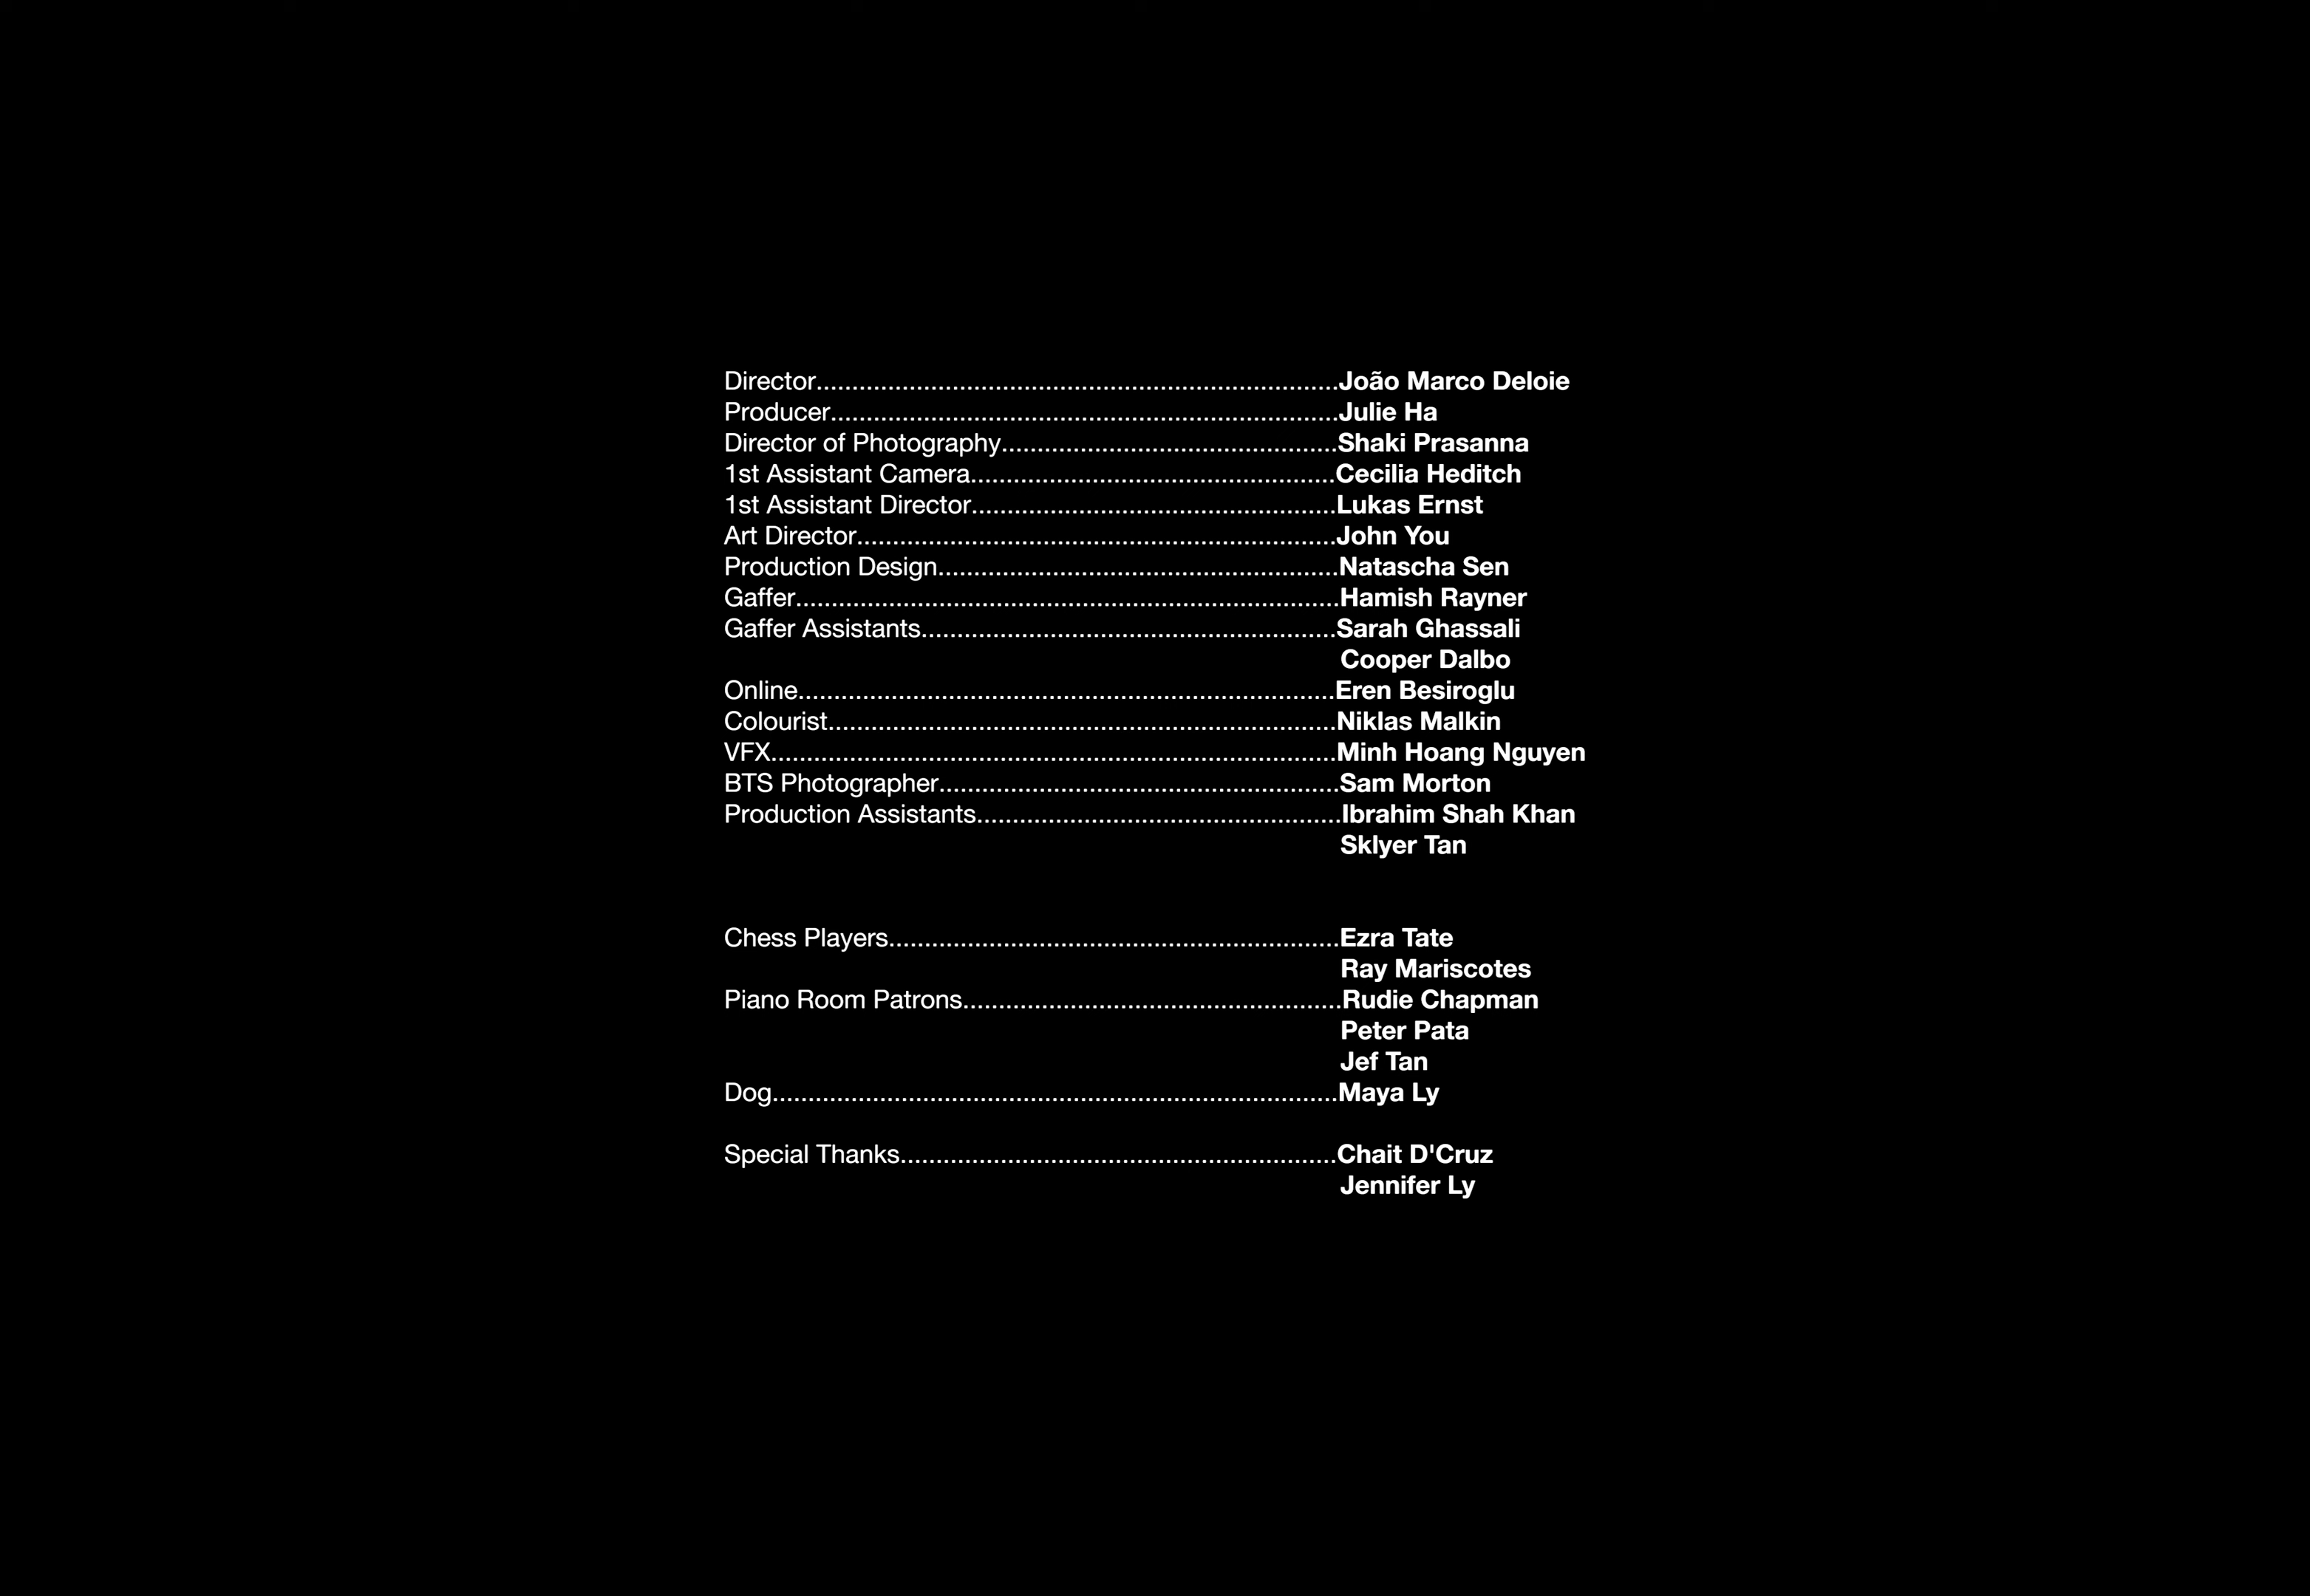 Director.........................................................................João Marco Deloie
Producer.......................................................................Julie Ha
Director of Photography...............................................Shaki Prasanna
1st Assistant Camera...................................................Cecilia Heditch
1st Assistant Director...................................................Lukas Ernst
Art Director...................................................................John You
Production Design........................................................Natascha Sen
Gaffer............................................................................Hamish Rayner
Gaffer Assistants..........................................................Sarah Ghassali
Cooper Dalbo
Online...........................................................................Eren Besiroglu
Colourist.......................................................................Niklas Malkin
VFX...............................................................................Minh Hoang Nguyen
BTS Photographer........................................................Sam Morton
Production Assistants...................................................Ibrahim Shah Khan
Sklyer Tan
Chess Players...............................................................Ezra Tate
Ray Mariscotes
Piano Room Patrons.....................................................Rudie Chapman
Peter Pata
Jef Tan
Dog...............................................................................Maya Ly
Special Thanks.............................................................Chait D'Cruz
Jennifer Ly